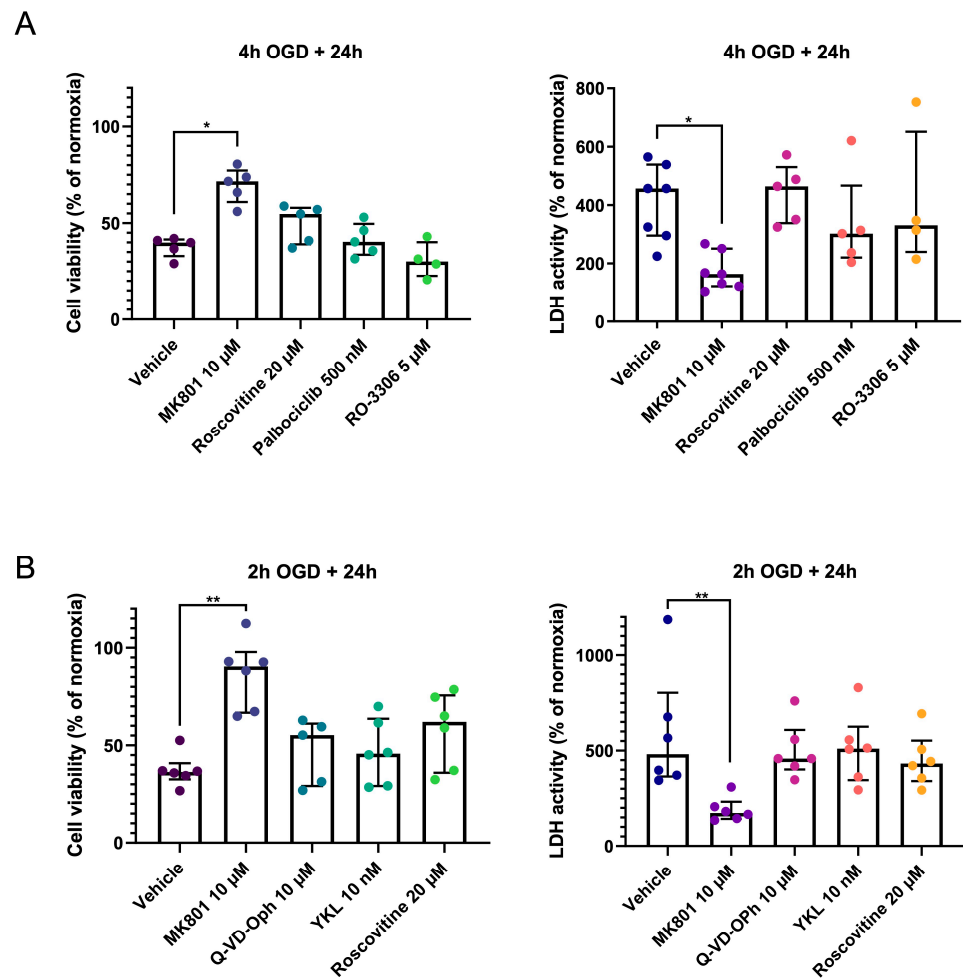 A
4h OGD + 24h
Cell viability (% of normoxia)
100
50
0
*
Vehicle
MK801 10 µM
Roscovitine 20 µM
Palbociclib 500 nM
RO-3306 5 µM
4h OGD + 24h
LDH activity (% of normoxia)
800
600
400
200
0
*
Vehicle
MK801 10 µM
Roscovitine 20 µM
Palbociclib 500 nM
RO-3306 5 µM
B
2h OGD + 24h
Cell viability (% of normoxia)
100
50
0
**
Vehicle
MK801 10 µM
Q-VD-OPh 10 µM
YKL 10 nM
Roscovitine 20 µM
2h OGD + 24h
LDH activity (% of normoxia)
1000
500
0
**
Vehicle
MK801 10 µM
Q-VD-OPh 10 µM
YKL 10 nM
Roscovitine 20 µM